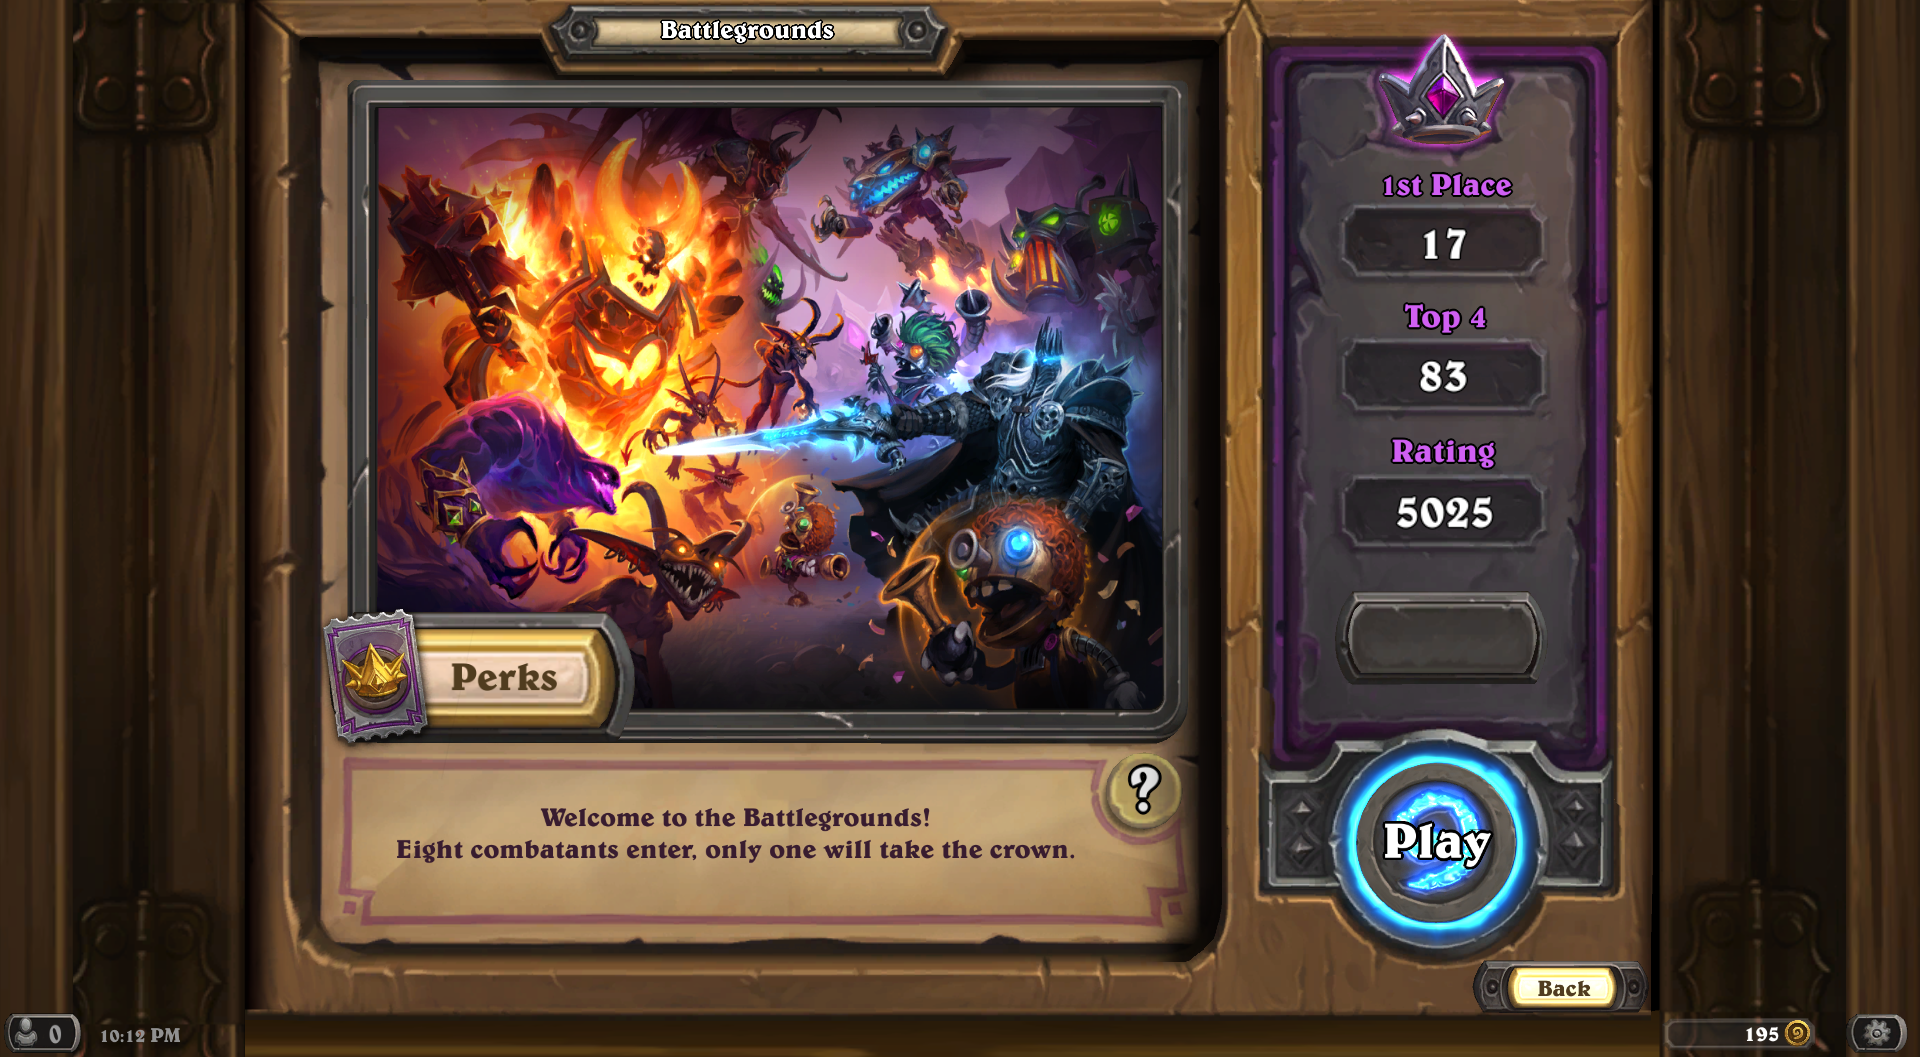 Battlegrounds
1st Place
17
Top 4
83
Rating
5025
Perks
?
Welcome to the Battlegrounds!
Eight combatants enter, only one will take the crown.
Play
Back
0
10:12 PM
195